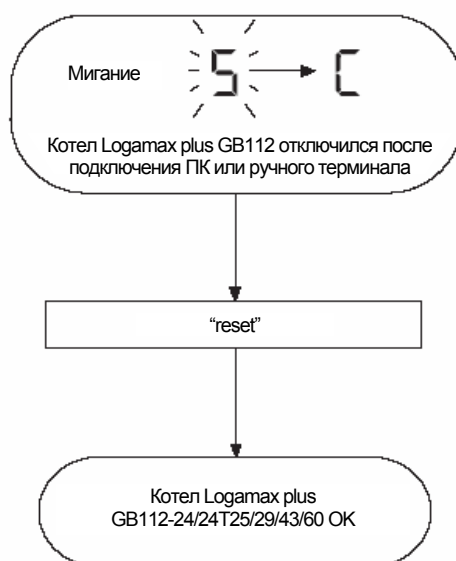 Мигание 5 C
Котел Logamax plus GB112 отключился после
подключения ПК или ручного терминала
“reset”
Котел Logamax plus
GB112-24/24T25/29/43/60 OK